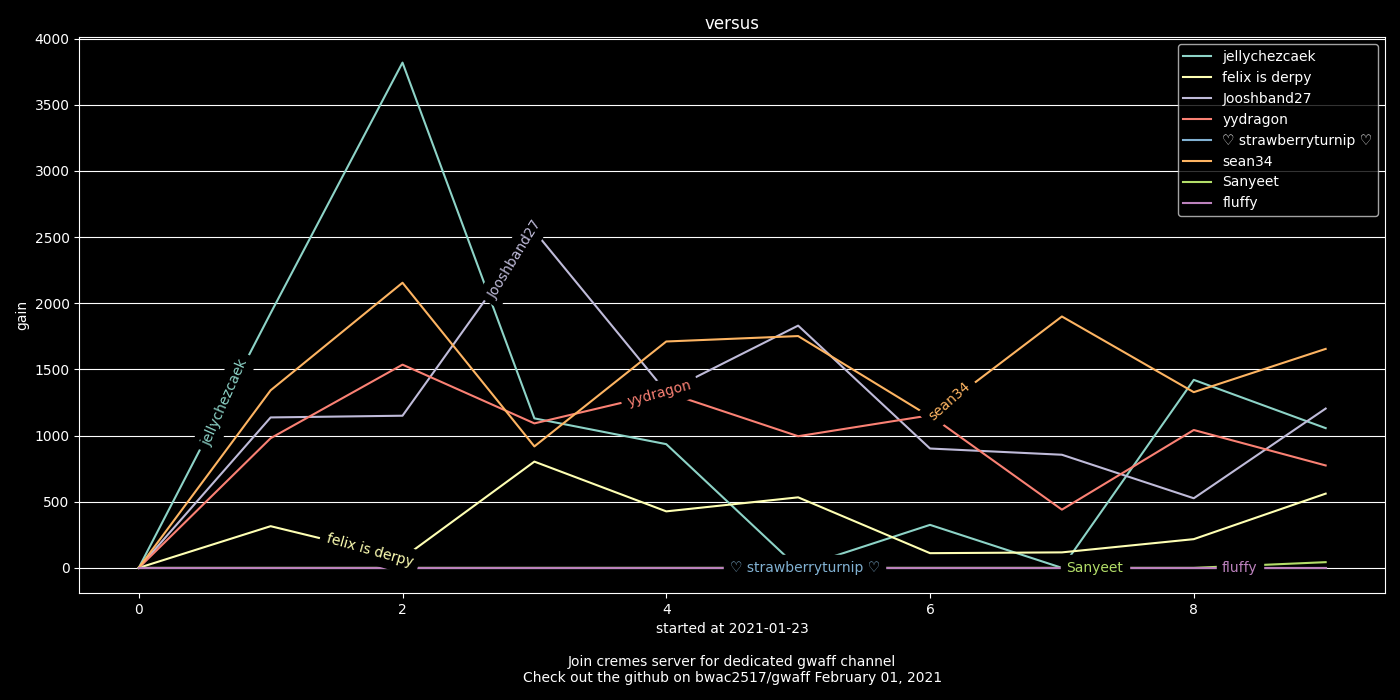 versus
4000
3500
3000
2500
2000
1500
1000
500
0
gain
jellychezcaek
felix is derpy
Jooshband27
yydragon
♡ strawberryturnip ♡
sean34
Sanyeet
fluffy
jellychezcaek
felix is derpy
Jooshband27
yydragon
♡ strawberryturnip ♡
sean34
Sanyeet
fluffy
0 2 4 6 8
started at 2021-01-23
Join cremes server for dedicated gwaff channel
Check out the github on bwac2517/gwaff February 01, 2021